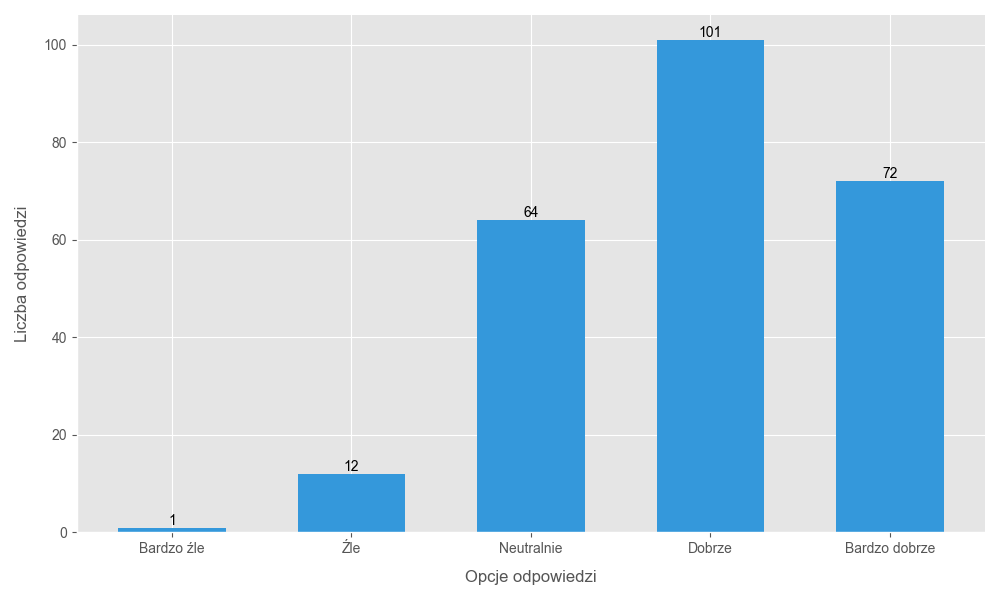 101
100
80
72
64
60
40
20
12
1
0
Bardzo źle
Źle
Neutralnie
Dobrze
Bardzo dobrze
Liczba odpowiedzi
Opcje odpowiedzi